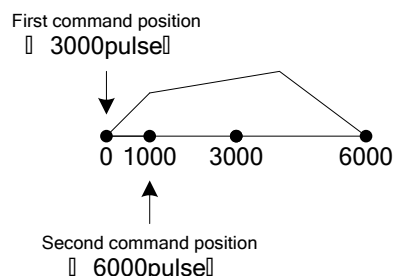 First command position
▯ 3000pulse▯
0 1000 3000 6000
Second command position
▯ 6000pulse▯